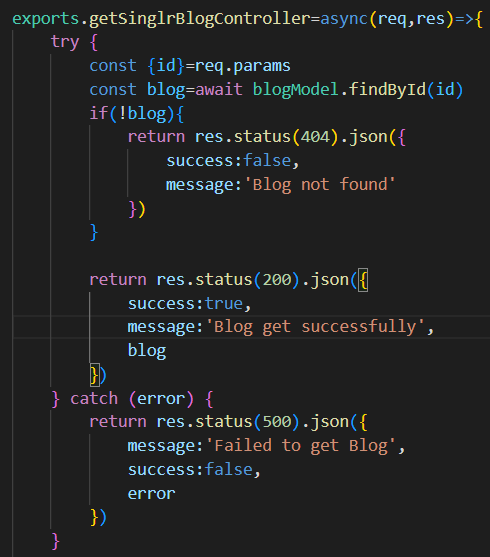 exports.getSinglrBlogController=async(req,res)=>{
    try {
        const {id}=req.params
        const blog=await blogModel.findById(id)
        if(!blog){
            return res.status(404).json({
                success:false,
                message:'Blog not found'
            })
        }

        return res.status(200).json({
            success:true,
            message:'Blog get successfully',
            blog
        })
    } catch (error) {
        return res.status(500).json({
            message:'Failed to get Blog',
            success:false,
            error
        })
    }